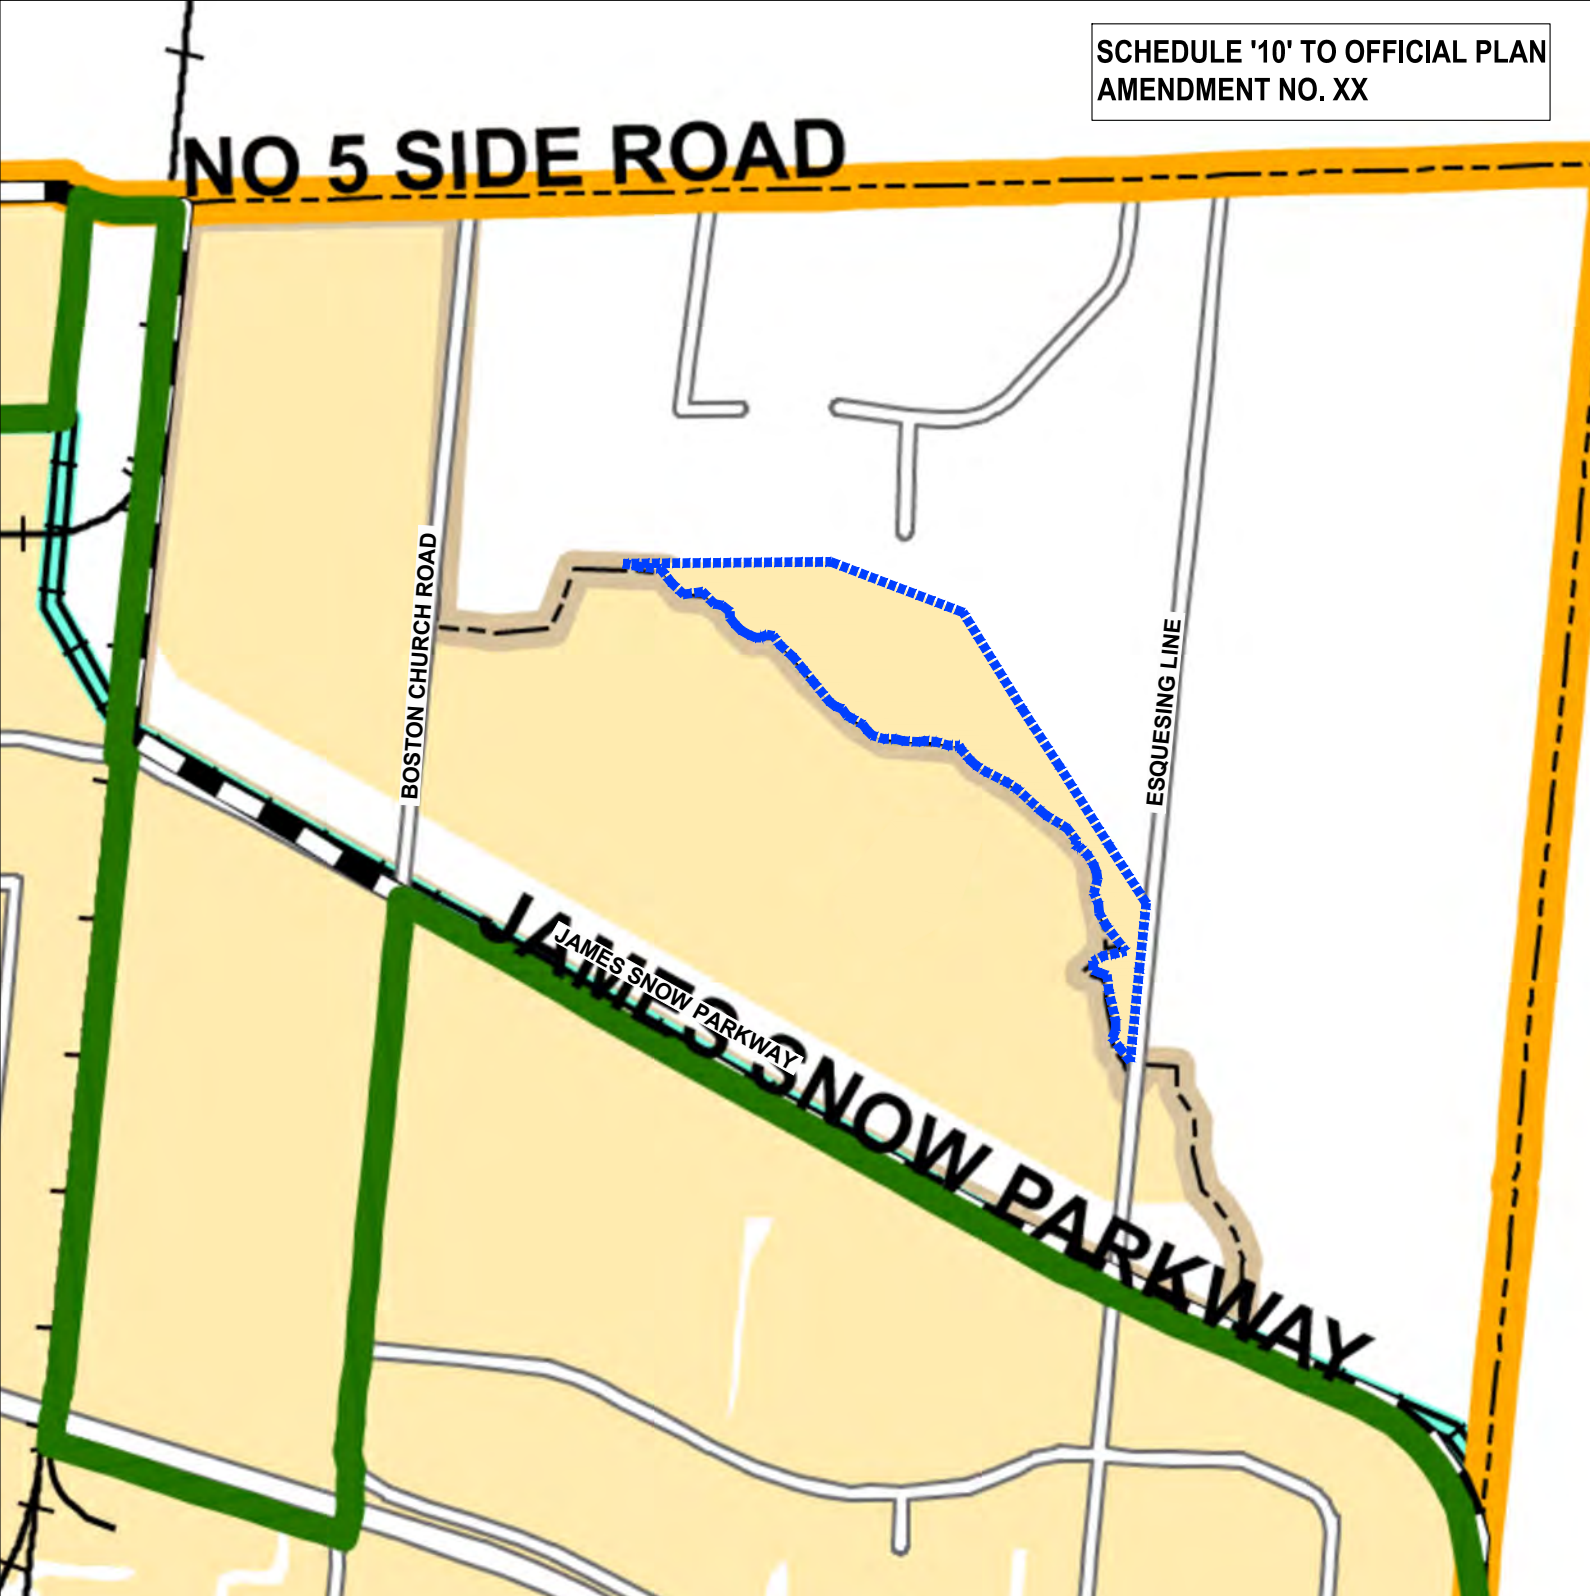 SCHEDULE '10' TO OFFICIAL PLAN
AMENDMENT NO. XX
NO 5 SIDE ROAD
BOSTON CHURCH ROAD
ESQUESING LINE
JAMES SNOW PARKWAY
JAMES SNOW PARKWAY